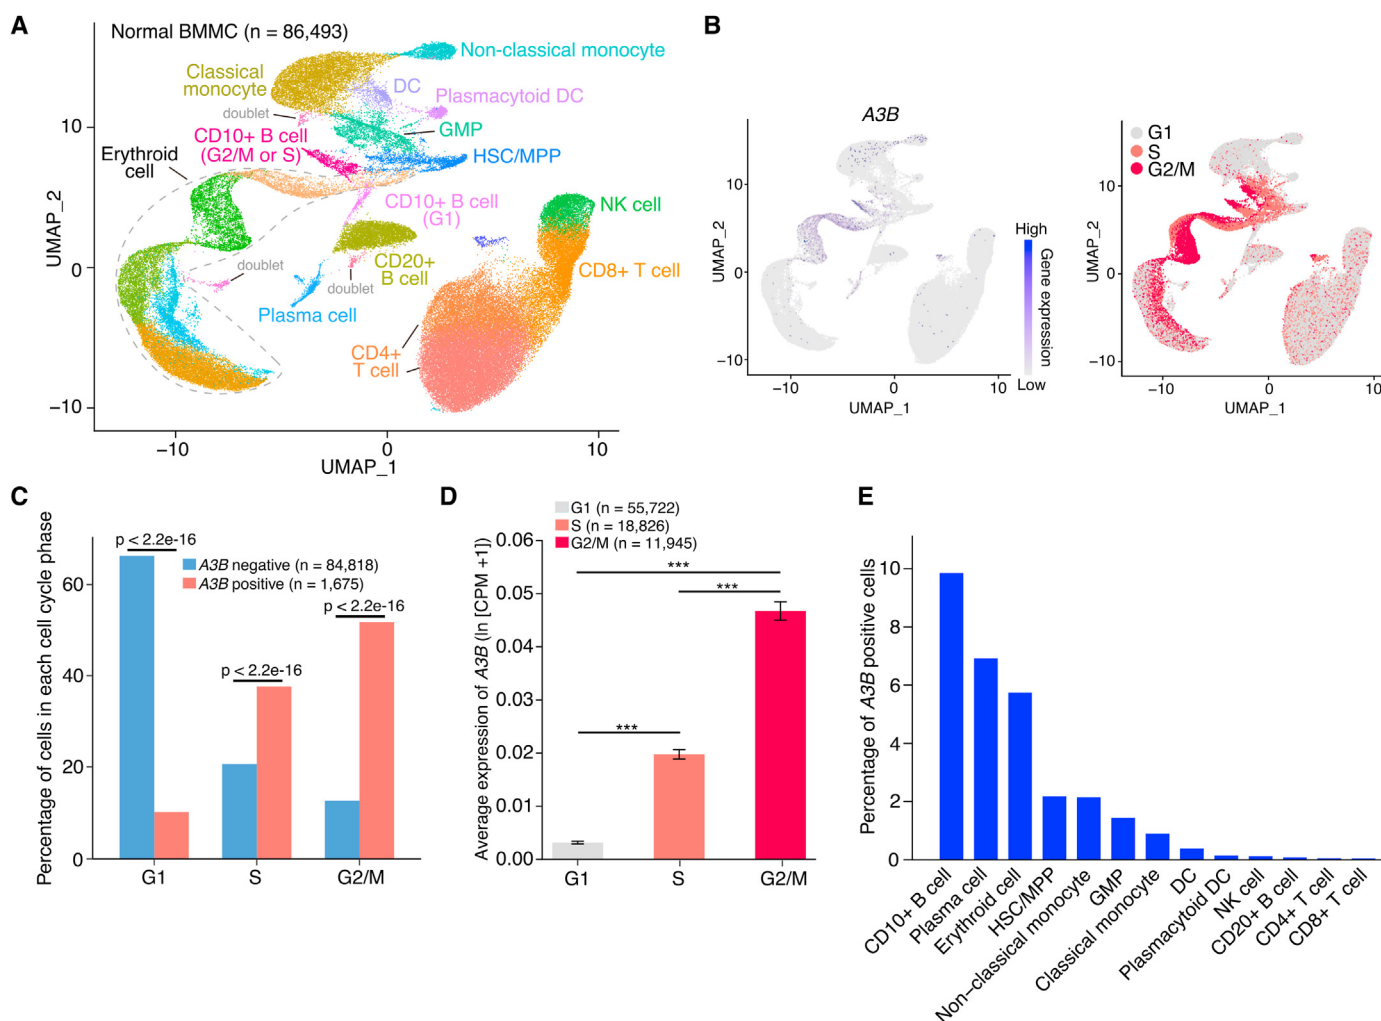 A
Normal BMMC (n = 86,493)
Non-classical monocyte
Classical
monocyte
DC
Plasmacytoid DC
doublet
GMP
CD10+ B cell
(G2/M or S)
HSC/MPP
Erythroid
cell
CD10+ B cell
(G1)
NK cell
CD20+
B cell
CD8+ T cell
doublet
doublet
Plasma cell
CD4+
T cell
10
0
−10
UMAP_2
−10
0
10
UMAP_1
B
A3B
10
0
−10
UMAP_2
−10
0
10
UMAP_1
High
Gene expression
Low
G1
S
G2/M
10
0
−10
UMAP_2
−10
0
10
UMAP_1
C
p < 2.2e-16
A3B negative (n = 84,818)
A3B positive (n = 1,675)
p < 2.2e-16
p < 2.2e-16
60
40
20
0
Percentage of cells in each cell cycle phase
G1
S
G2/M
D
G1 (n = 55,722)
S (n = 18,826)
G2/M (n = 11,945)
***
***
***
0.06
0.05
0.04
0.03
0.02
0.01
0.00
Average expression of A3B (ln [CPM +1])
G1
S
G2/M
E
10
8
6
4
2
0
Percentage of A3B positive cells
CD10+ B cell
Plasma cell
Erythroid cell
HSC/MPP
Non−classical monocyte
GMP
Classical monocyte
DC
Plasmacytoid DC
NK cell
CD20+ B cell
CD4+ T cell
CD8+ T cell